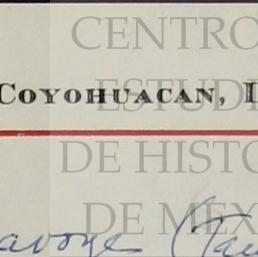 CENTRO
ESTUDI
COYOHUACAN,
DE HISTO
DE MEX